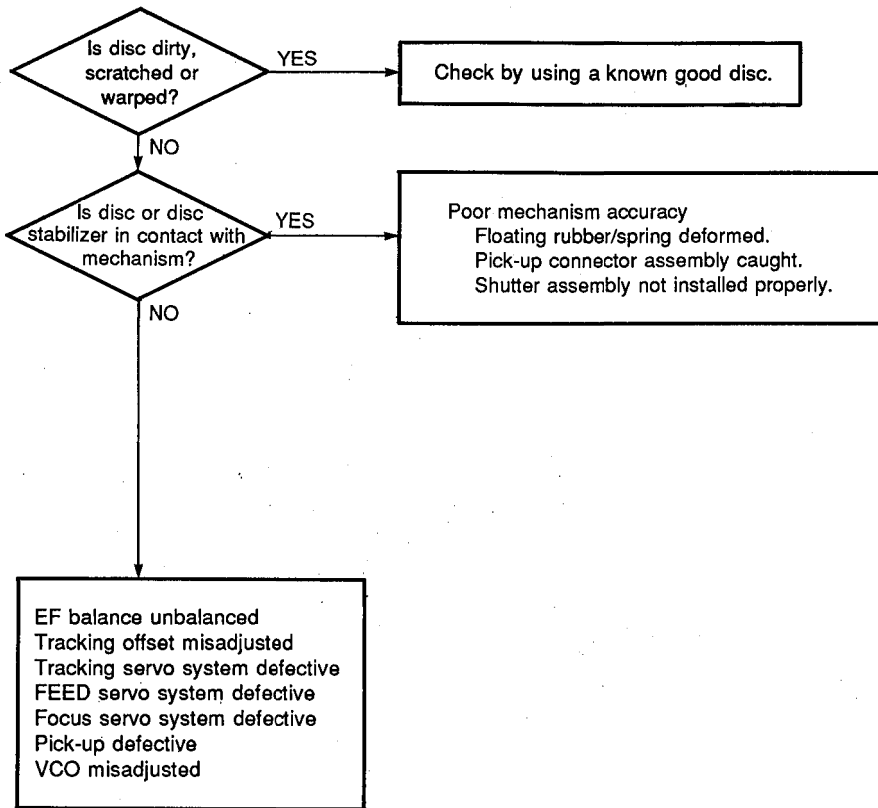 Is disc dirty,
scratched or
warped?
YES
Check by using a known good disc.
NO
Is disc or disc
stabilizer in contact with
mechanism?
YES
Poor mechanism accuracy
Floating rubber/spring deformed.
Pick-up connector assembly caught.
Shutter assembly not installed properly.
NO
EF balance unbalanced
Tracking offset misadjusted
Tracking servo system defective
FEED servo system defective
Focus servo system defective
Pick-up defective
VCO misadjusted